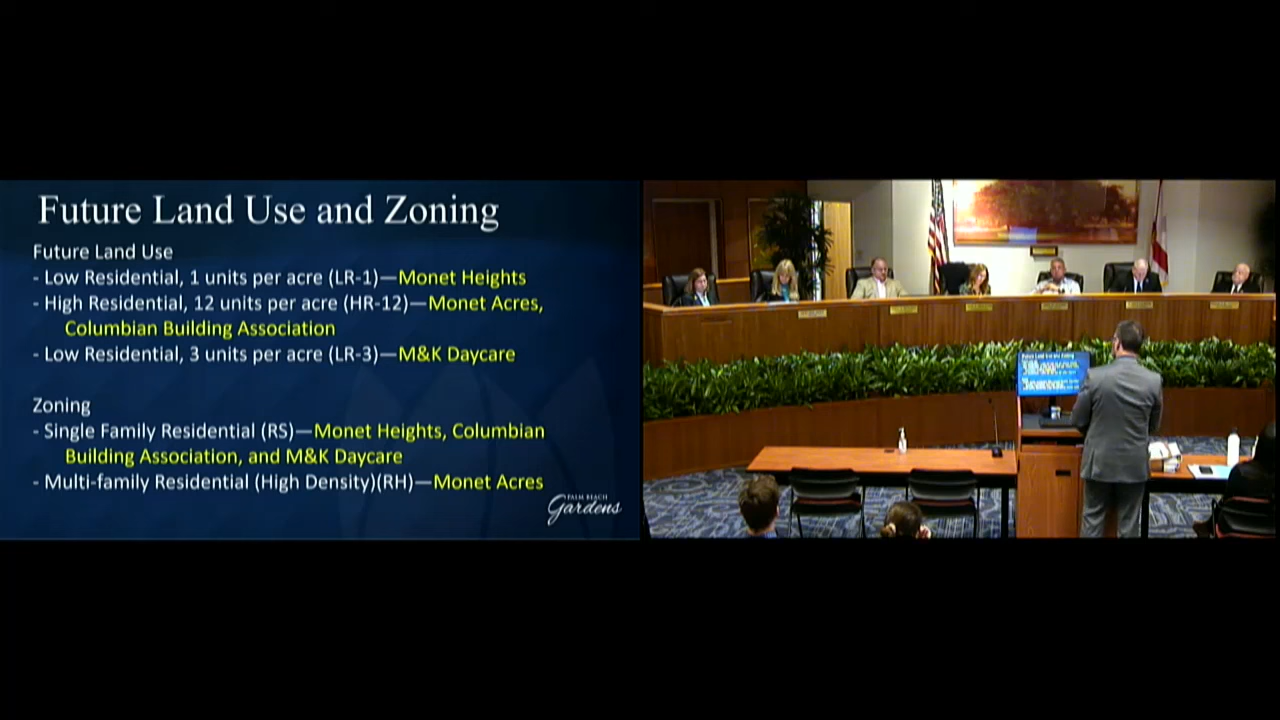 Future Land Use and Zoning
Future Land Use
- Low Residential, 1 units per acre (LR-1)—Monet Heights
- High Residential, 12 units per acre (HR-12)—Monet Acres,
Columbian Building Association
- Low Residential, 3 units per acre (LR-3)—M&K Daycare
Zoning
- Single Family Residential (RS)—Monet Heights, Columbian
Building Association, and M&K Daycare
- Multi-family Residential (High Density)(RH)—Monet Acres
PALM BEACH
Gardens